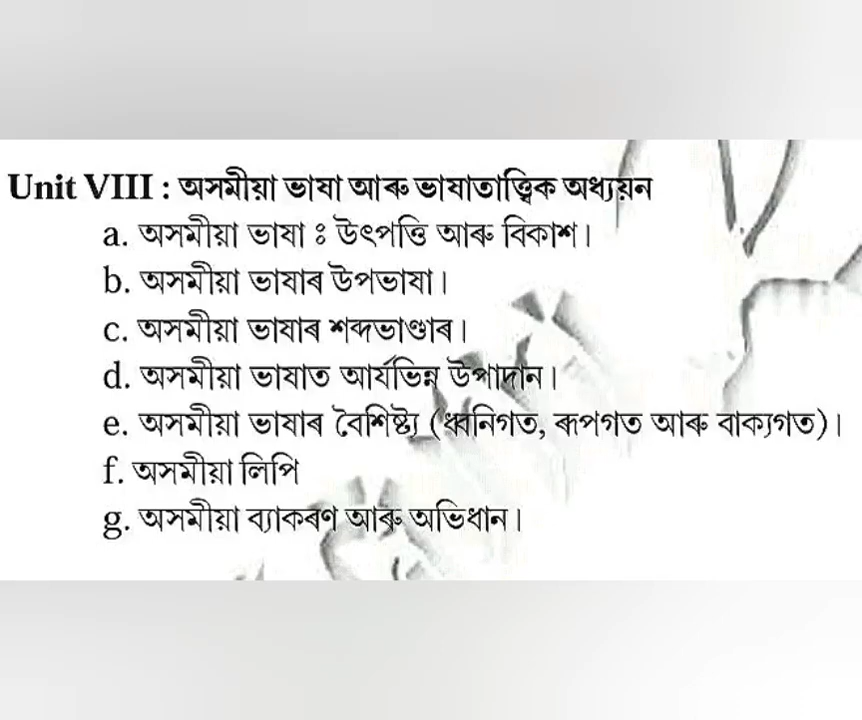 Unit VIII : অসমীয়া ভাষা আৰু ভাষাতাত্ত্বিক অধ্যয়ন
a. অসমীয়া ভাষা ঃ উৎপত্তি আৰু বিকাশ।
b. অসমীয়া ভাষাৰ উপভাষা।
c. অসমীয়া ভাষাৰ শব্দভাণ্ডাৰ।
d. অসমীয়া ভাষাত আৰ্যভিন্ন উপাদান।
e. অসমীয়া ভাষাৰ বৈশিষ্ট্য (ধ্বনিগত, ৰূপগত আৰু বাক্যগত)।
f. অসমীয়া লিপি
g. অসমীয়া ব্যাকৰণ আৰু অভিধান।